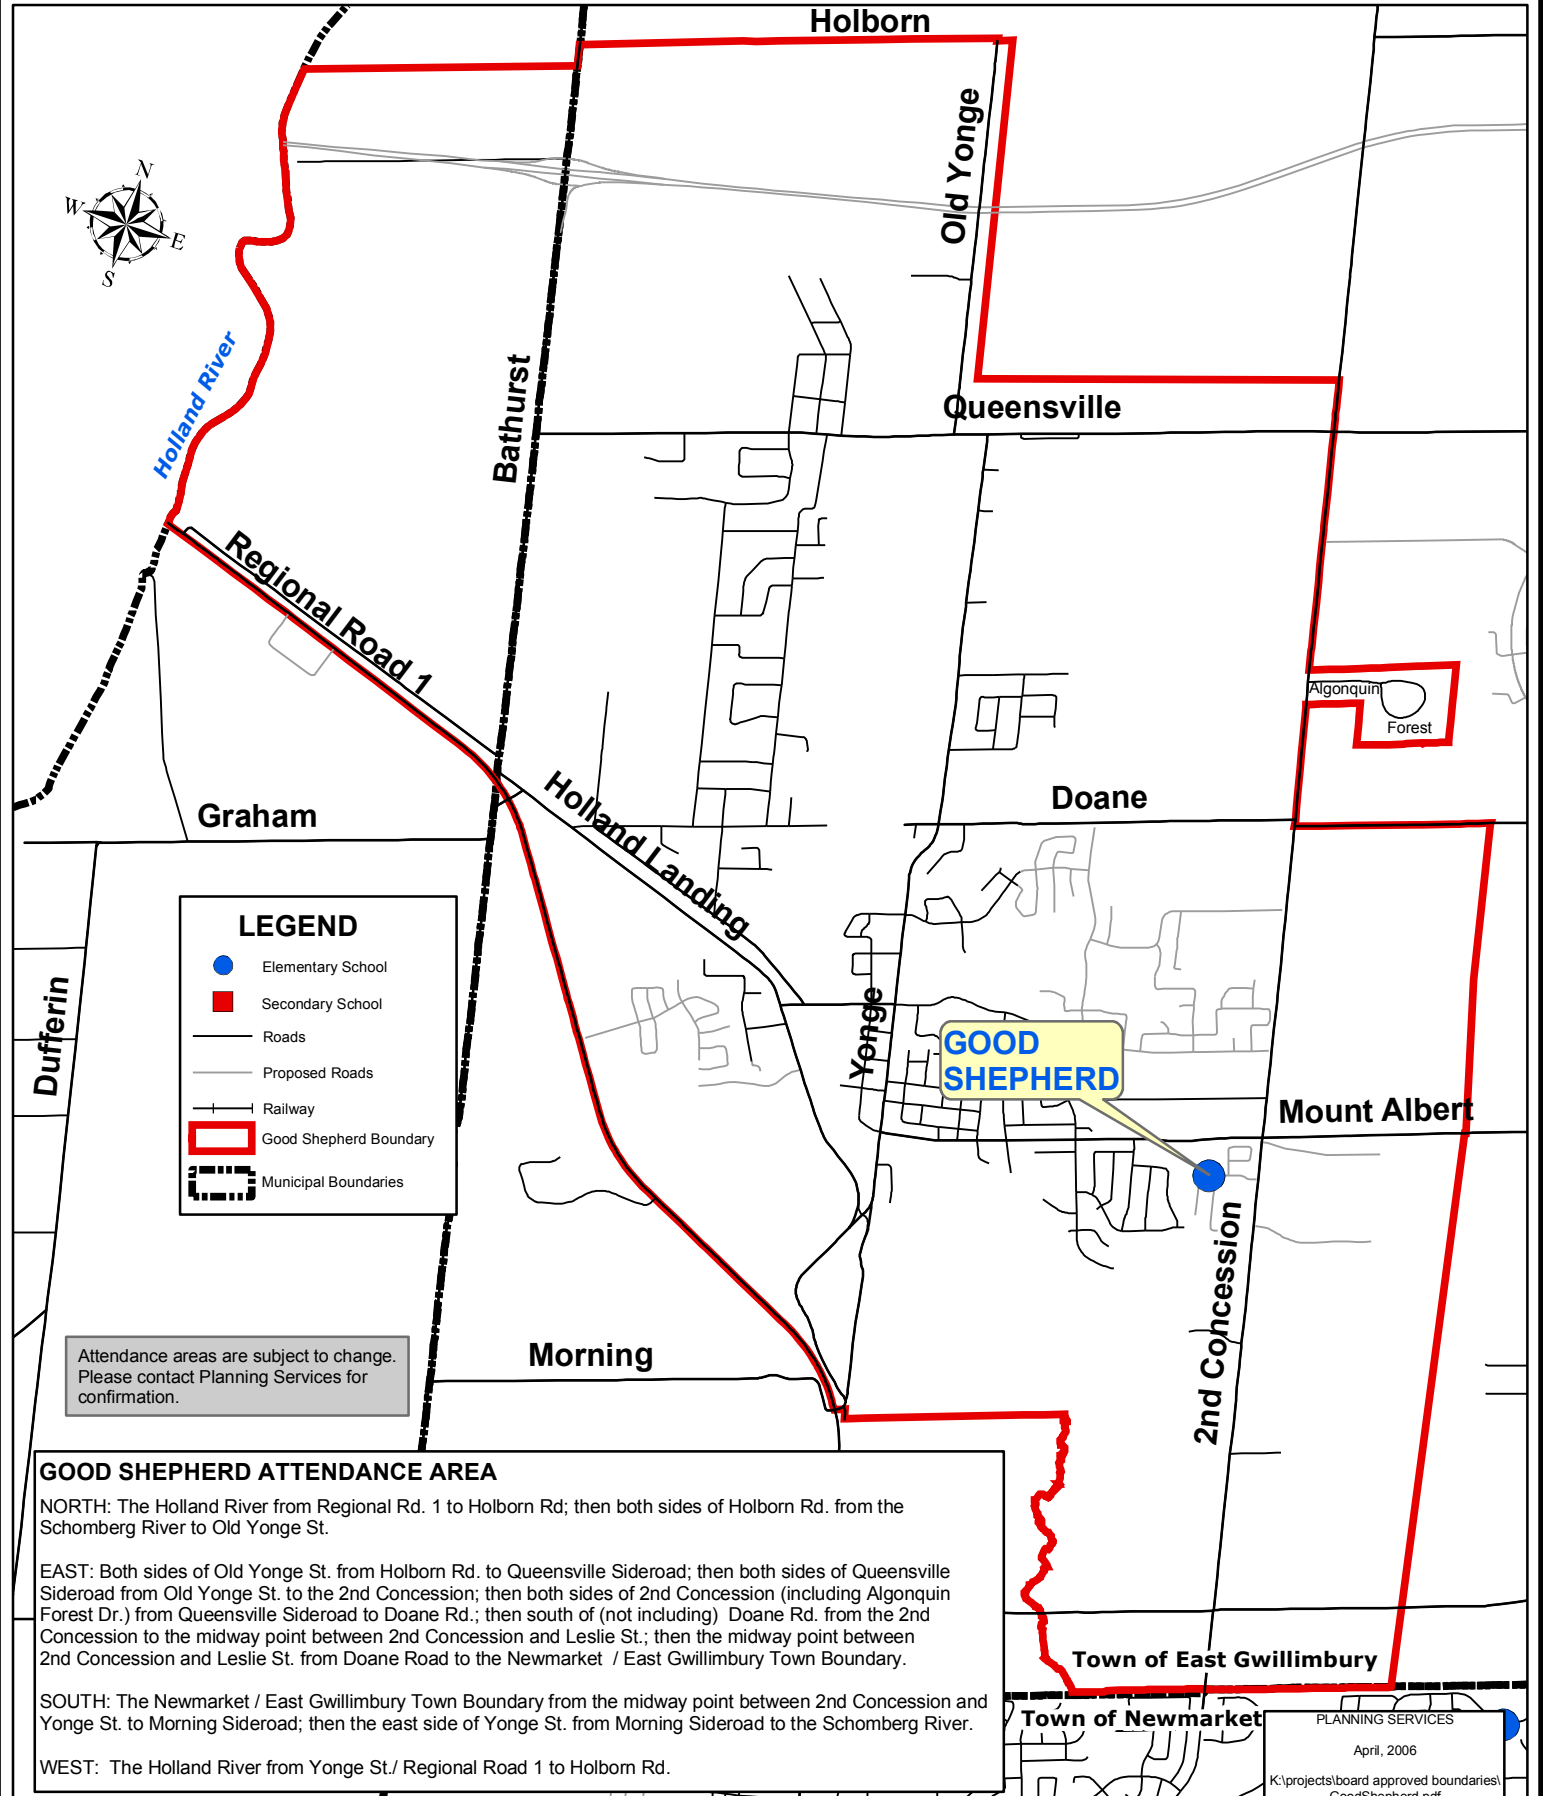 Holborn
Old Yonge
N
W
E
S
Holland River
Bathurst
Queensville
Regional Road 1
Algonquin
Forest
Holland Landing
Doane
Graham
LEGEND
Elementary School
Secondary School
Roads
Proposed Roads
Railway
Good Shepherd Boundary
Municipal Boundaries
Dufferin
Yonge
GOOD
SHEPHERD
Mount Albert
2nd Concession
Morning
Attendance areas are subject to change.
Please contact Planning Services for
confirmation.
GOOD SHEPHERD ATTENDANCE AREA
NORTH: The Holland River from Regional Rd. 1 to Holborn Rd; then both sides of Holborn Rd. from the
Schomberg River to Old Yonge St.
EAST: Both sides of Old Yonge St. from Holborn Rd. to Queensville Sideroad; then both sides of Queensville
Sideroad from Old Yonge St. to the 2nd Concession; then both sides of 2nd Concession (including Algonquin
Forest Dr.) from Queensville Sideroad to Doane Rd.; then south of (not including) Doane Rd. from the 2nd
Concession to the midway point between 2nd Concession and Leslie St.; then the midway point between
2nd Concession and Leslie St. from Doane Road to the Newmarket / East Gwillimbury Town Boundary.
SOUTH: The Newmarket / East Gwillimbury Town Boundary from the midway point between 2nd Concession and
Yonge St. to Morning Sideroad; then the east side of Yonge St. from Morning Sideroad to the Schomberg River.
WEST: The Holland River from Yonge St./ Regional Road 1 to Holborn Rd.
Town of East Gwillimbury
Town of Newmarket
PLANNING SERVICES
April, 2006
K:\projects\board approved boundaries\
GoodShepherd.pdf